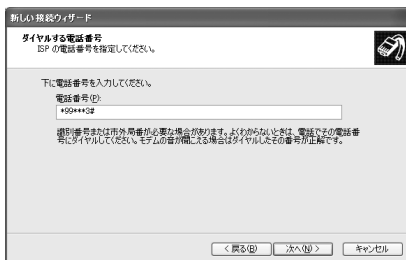 新しい接続ウィザード
ダイヤルする電話番号
ISP の電話番号を指定してください。
下に電話番号を入力してください。
電話番号(P):
*99***3#
識別番号または市外局番が必要な場合があります。よくわからないときは、電話でその電話番
号にダイヤルしてください。モデムの音が聞こえる場合はダイヤルしたその番号が正解です。
< 戻る(B) 次へ(N) > キャンセル